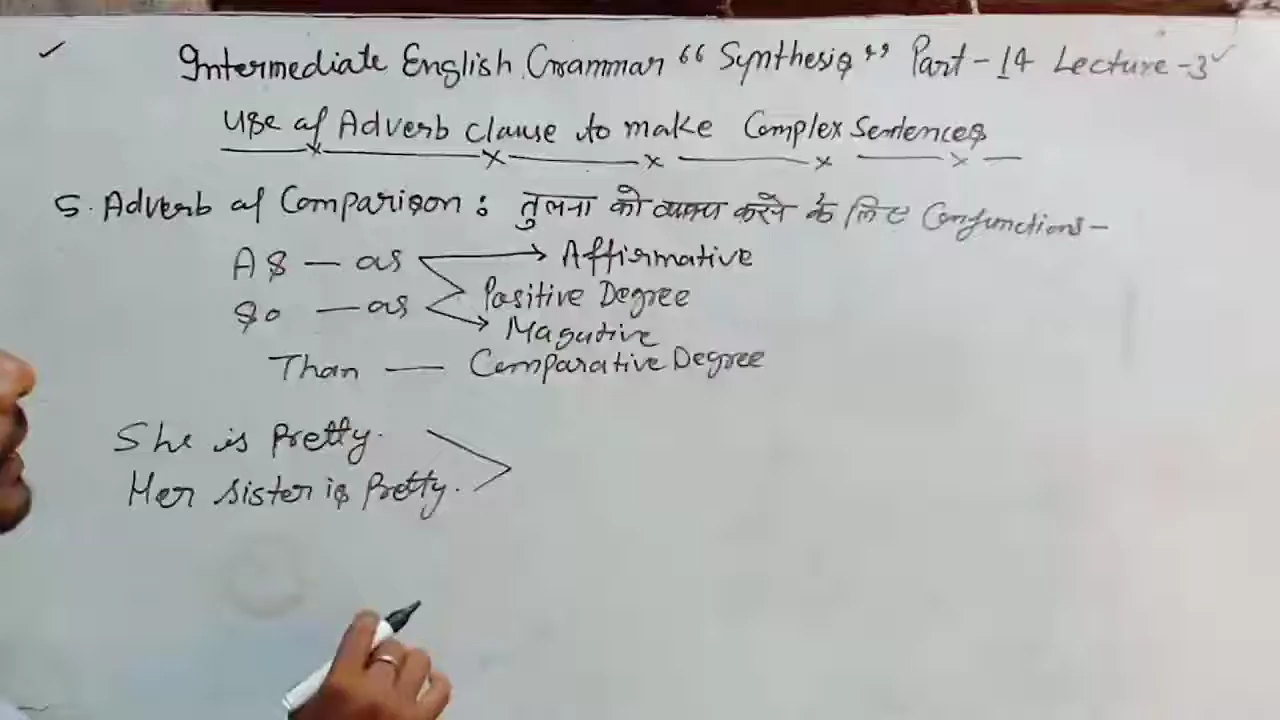 Intermediate English Grammar “Synthesis” Part-14 Lecture-3
Use of Adverb clause to make Complex Sentences
5. Adverb of Comparison : तुलना को व्यक्त करने के लिए Conjunctions-
As — as → Affirmative
Positive Degree
So — as → Nagutive
Than — Comparative Degree
She is Pretty.
Her sister is Pretty.